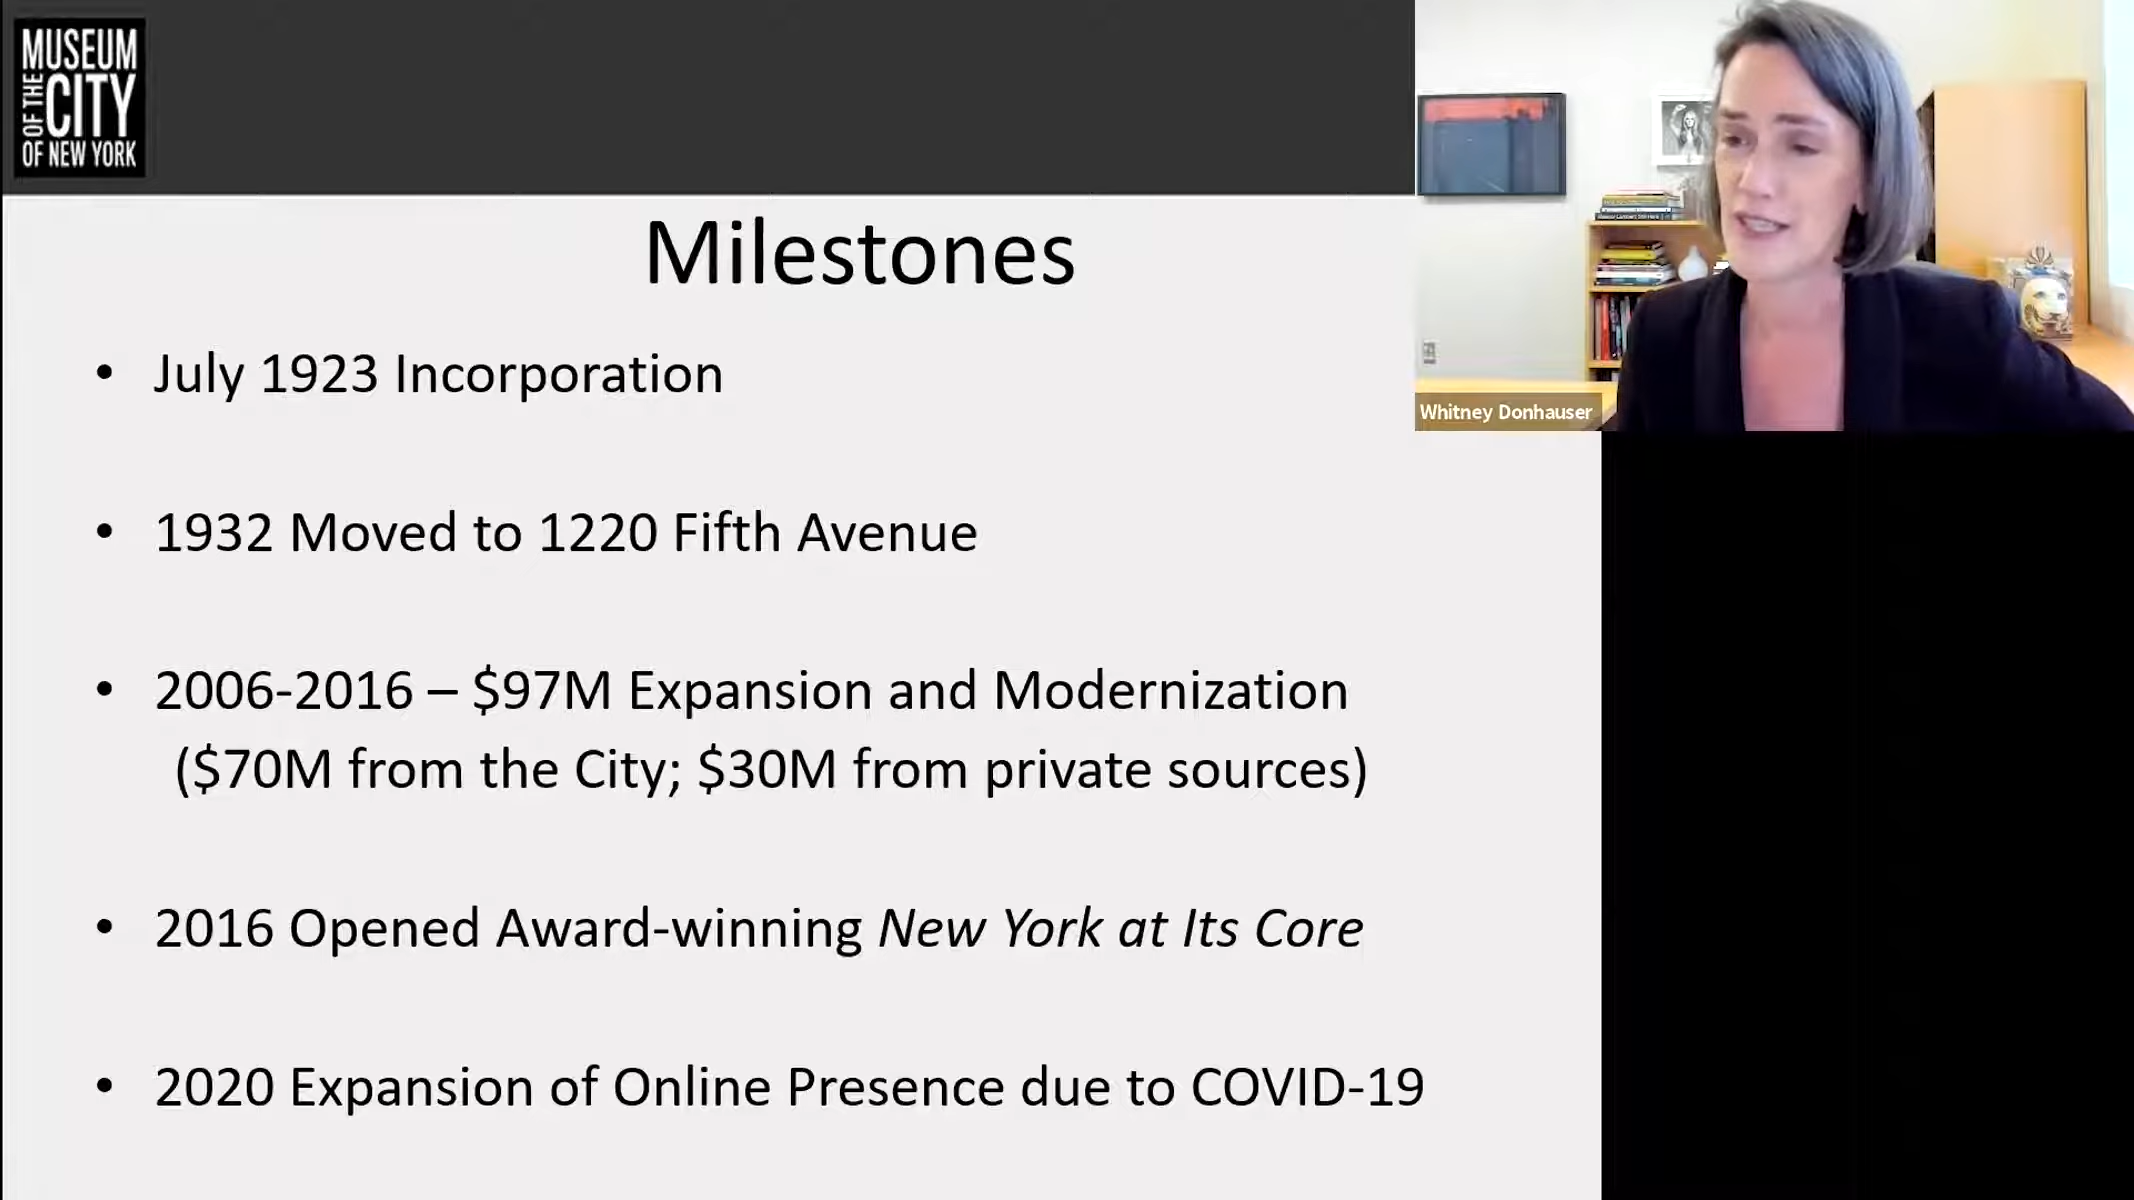 MUSEUM
OF THE
CITY
OF NEW YORK
Milestones
• July 1923 Incorporation
• 1932 Moved to 1220 Fifth Avenue
• 2006-2016 – $97M Expansion and Modernization
($70M from the City; $30M from private sources)
• 2016 Opened Award-winning New York at Its Core
• 2020 Expansion of Online Presence due to COVID-19
Whitney Donhauser